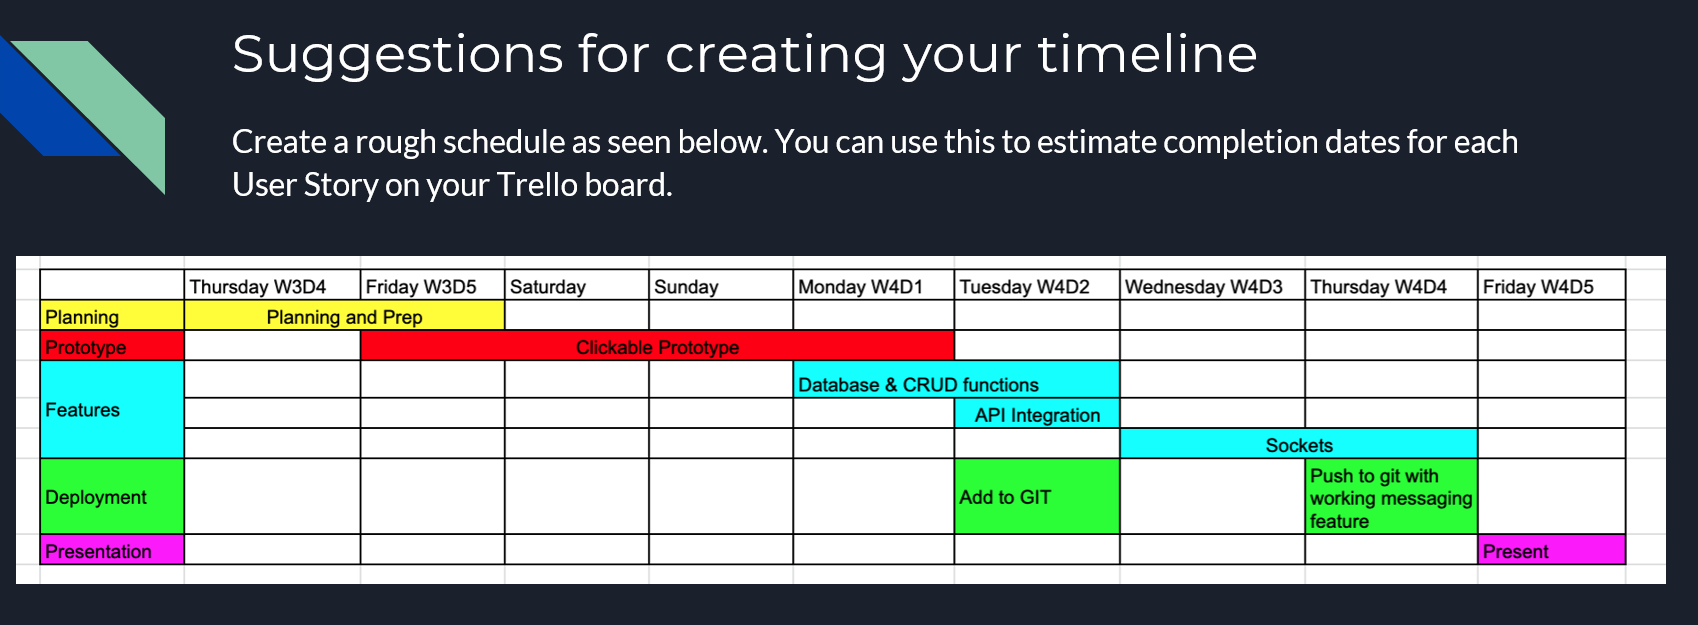 Suggestions for creating your timeline
Create a rough schedule as seen below. You can use this to estimate completion dates for each
User Story on your Trello board.
Thursday W3D4 Friday W3D5 Saturday Sunday Monday W4D1 Tuesday W4D2 Wednesday W4D3 Thursday W4D4 Friday W4D5
Planning Planning and Prep
Prototype Clickable Prototype
Features
Database & CRUD functions
API Integration
Sockets
Deployment
Add to GIT
Push to git with
working messaging
feature
Presentation Present